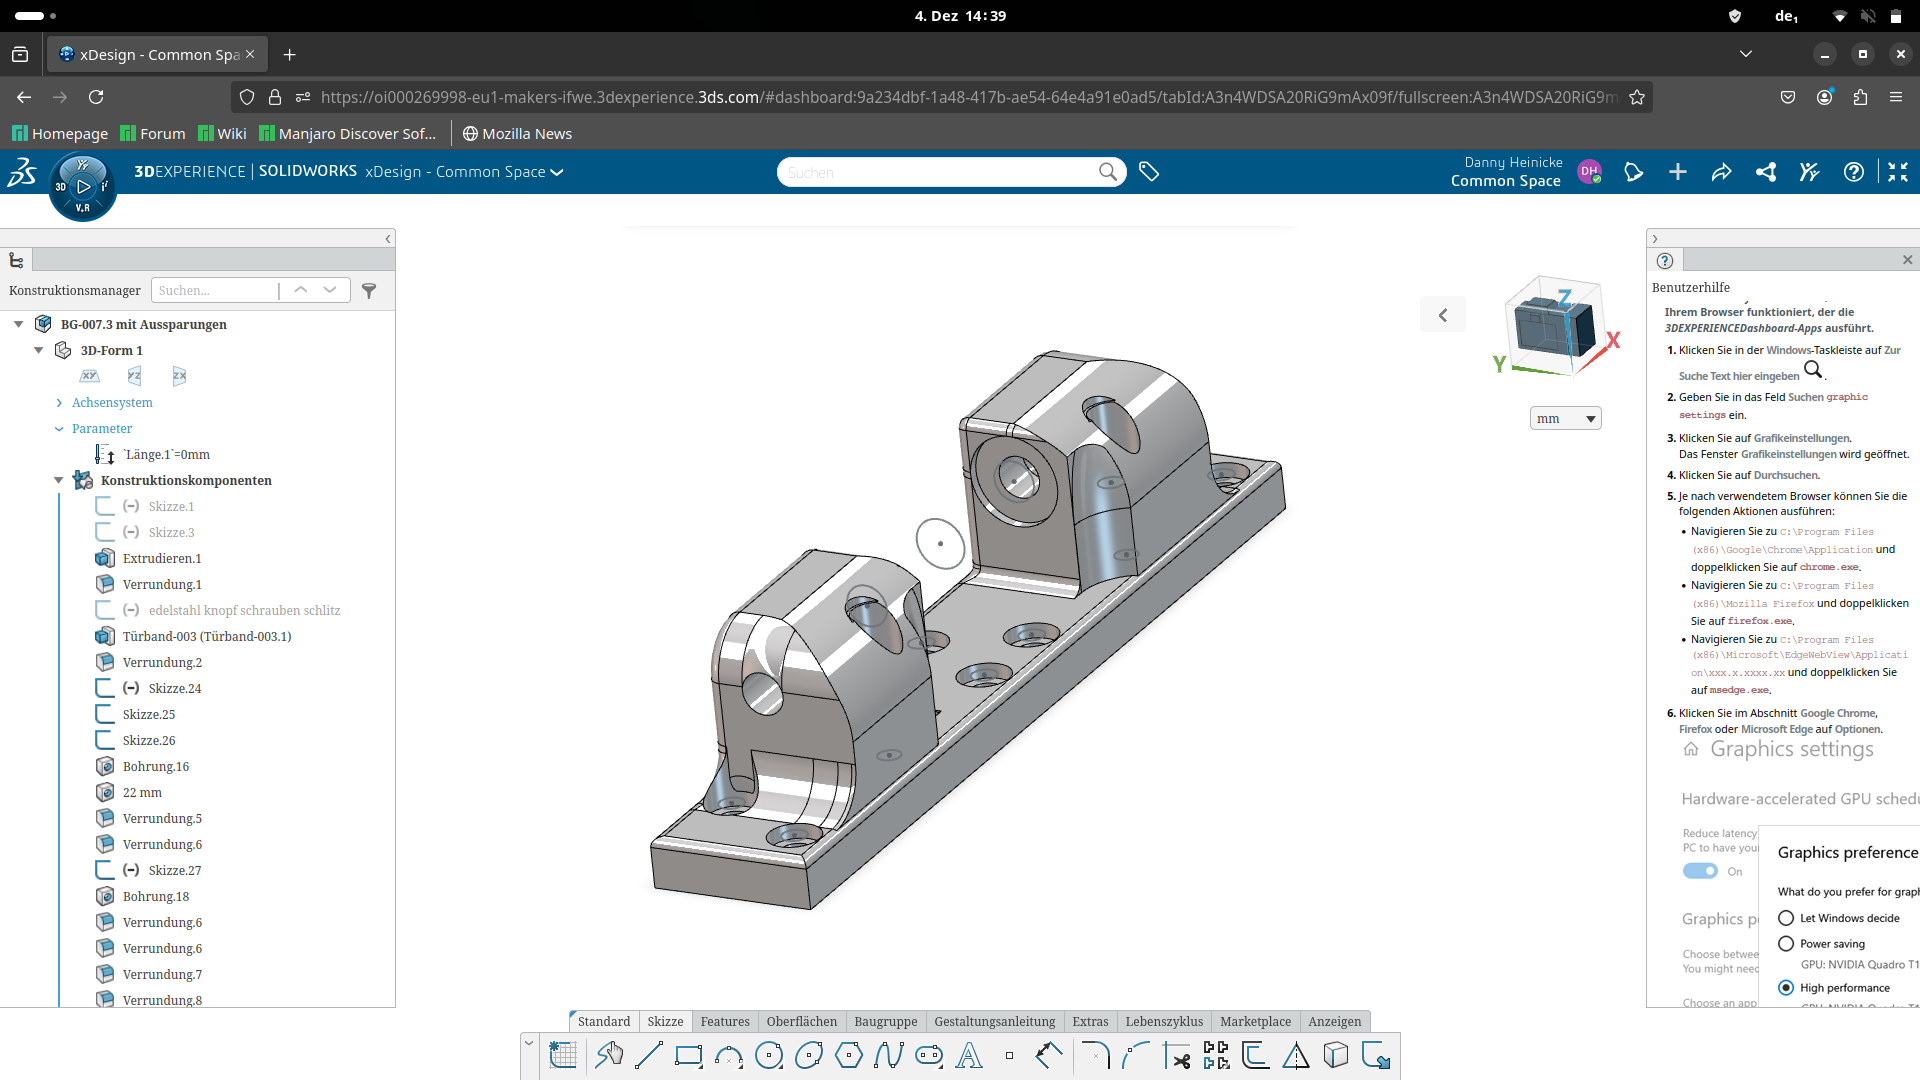 4. Dez 14:39
de1
xDesign - Common Spa
https://oi000269998-eu1-makers-ifwe.3dexperience.3ds.com/#dashboard:9a234dbf-1a48-417b-ae54-64e4a91e0ad5/tabId:A3n4WDSA20RiG9mAx09f/fullscreen:A3n4WDSA20RiG9m
Homepage
Forum
Wiki
Manjaro Discover Sof...
Mozilla News
3DEXPERIENCE | SOLIDWORKS xDesign - Common Space
Suchen
Danny Heinicke
Common Space
DH
3D
V.R
Konstruktionsmanager
Suchen...
BG-007.3 mit Aussparungen
3D-Form 1
XY YZ ZX
Achsensystem
Parameter
`Länge.1`=0mm
Konstruktionskomponenten
(-) Skizze.1
(-) Skizze.3
Extrudieren.1
Verrundung.1
(-) edelstahl knopf schrauben schlitz
Türband-003 (Türband-003.1)
Verrundung.2
(-) Skizze.24
Skizze.25
Skizze.26
Bohrung.16
22 mm
Verrundung.5
Verrundung.6
(-) Skizze.27
Bohrung.18
Verrundung.6
Verrundung.6
Verrundung.7
Verrundung.8
Z
X
Y
mm
Benutzerhilfe
Ihrem Browser funktioniert, der die
3DEXPERIENCEDashboard-Apps ausführt.
1. Klicken Sie in der Windows-Taskleiste auf Zur
Suche Text hier eingeben .
2. Geben Sie in das Feld Suchen graphic
settings ein.
3. Klicken Sie auf Grafikeinstellungen.
Das Fenster Grafikeinstellungen wird geöffnet.
4. Klicken Sie auf Durchsuchen.
5. Je nach verwendetem Browser können Sie die
folgenden Aktionen ausführen:
• Navigieren Sie zu C:\Program Files
(x86)\Google\Chrome\Application und
doppelklicken Sie auf chrome.exe.
• Navigieren Sie zu C:\Program Files
(x86)\Mozilla Firefox und doppelklicken
Sie auf firefox.exe.
• Navigieren Sie zu C:\Program Files
(x86)\Microsoft\EdgeWebView\Applicati
on\xxx.x.xxxx.xx und doppelklicken Sie
auf msedge.exe.
6. Klicken Sie im Abschnitt Google Chrome,
Firefox oder Microsoft Edge auf Optionen.
Graphics settings
Hardware-accelerated GPU schedu
Reduce latency
PC to have you
On
Graphics p
Choose betwee
You might need
Choose an app
Graphics preference
What do you prefer for graph
Let Windows decide
Power saving
GPU: NVIDIA Quadro T1
High performance
Standard
Skizze
Features
Oberflächen
Baugruppe
Gestaltungsanleitung
Extras
Lebenszyklus
Marketplace
Anzeigen